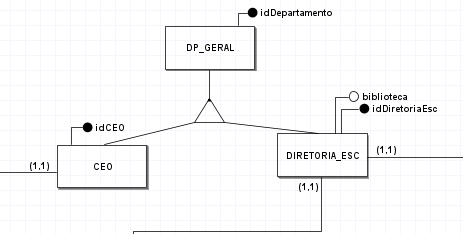 idDepartamento
DP_GERAL
biblioteca
idDiretoriaEsc
idCEO
(1,1)
CEO
DIRETORIA_ESC
(1,1)
(1,1)